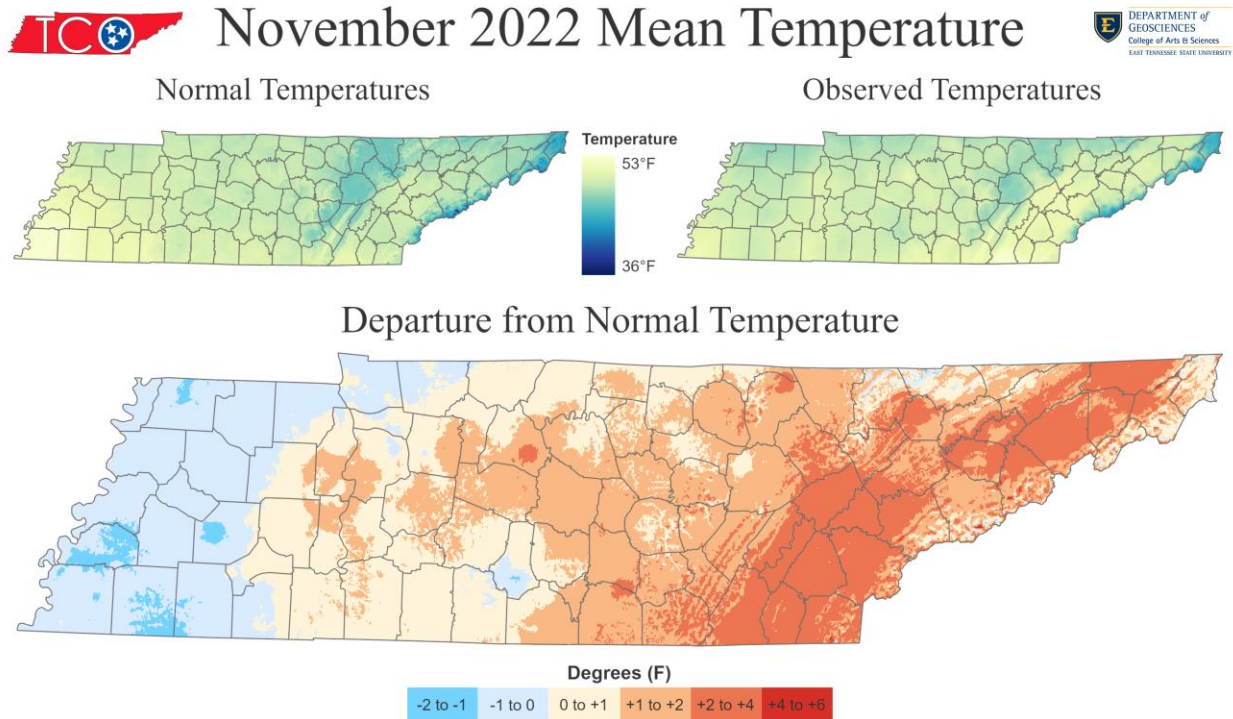 TCO
November 2022 Mean Temperature
DEPARTMENT of
GEOSCIENCES
College of Arts & Sciences
EAST TENNESSEE STATE UNIVERSITY
E
Normal Temperatures
Observed Temperatures
Temperature
53°F
36°F
Departure from Normal Temperature
Degrees (F)
-2 to -1 -1 to 0 0 to +1 +1 to +2 +2 to +4 +4 to +6